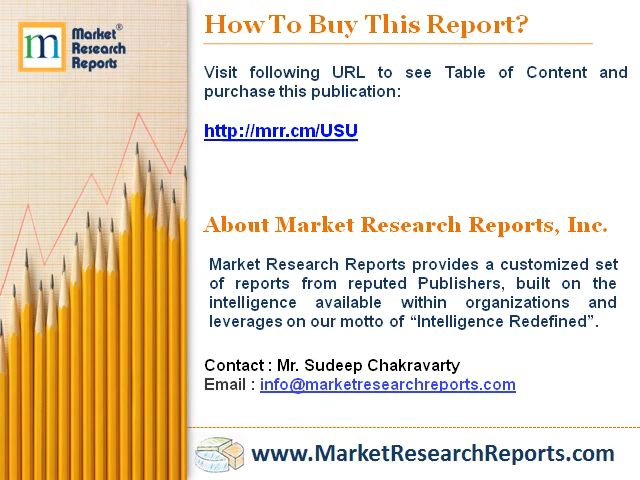 m
Market®
Research
Reports
How To Buy This Report?
Visit following URL to see Table of Content and
purchase this publication:
http://mrr.cm/USU
About Market Research Reports, Inc.
Market Research Reports provides a customized set
of reports from reputed Publishers, built on the
intelligence available within organizations and
leverages on our motto of “Intelligence Redefined”.
Contact : Mr. Sudeep Chakravarty
Email : info@marketresearchreports.com
www.MarketResearchReports.com